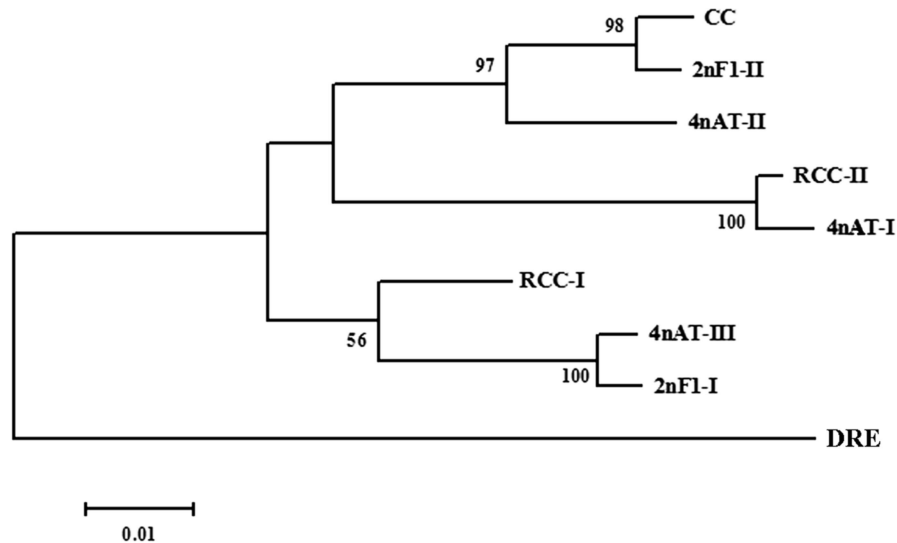 CC
98
2nF1-II
97
4nAT-II
RCC-II
100
4nAT-I
RCC-I
4nAT-III
56
100
2nF1-I
DRE
0.01